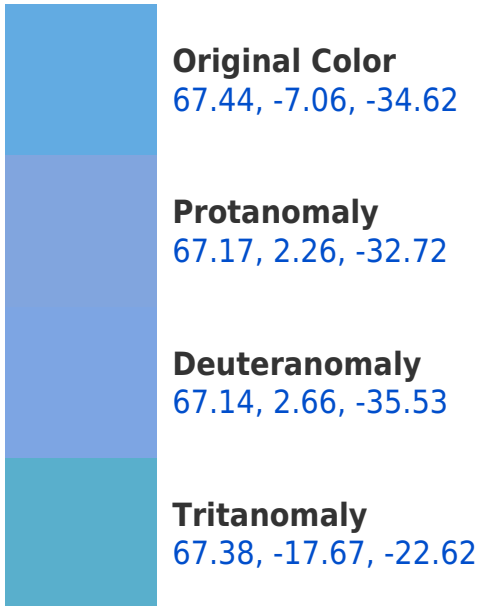 Original Color
67.44, -7.06, -34.62
Protanomaly
67.17, 2.26, -32.72
Deuteranomaly
67.14, 2.66, -35.53
Tritanomaly
67.38, -17.67, -22.62